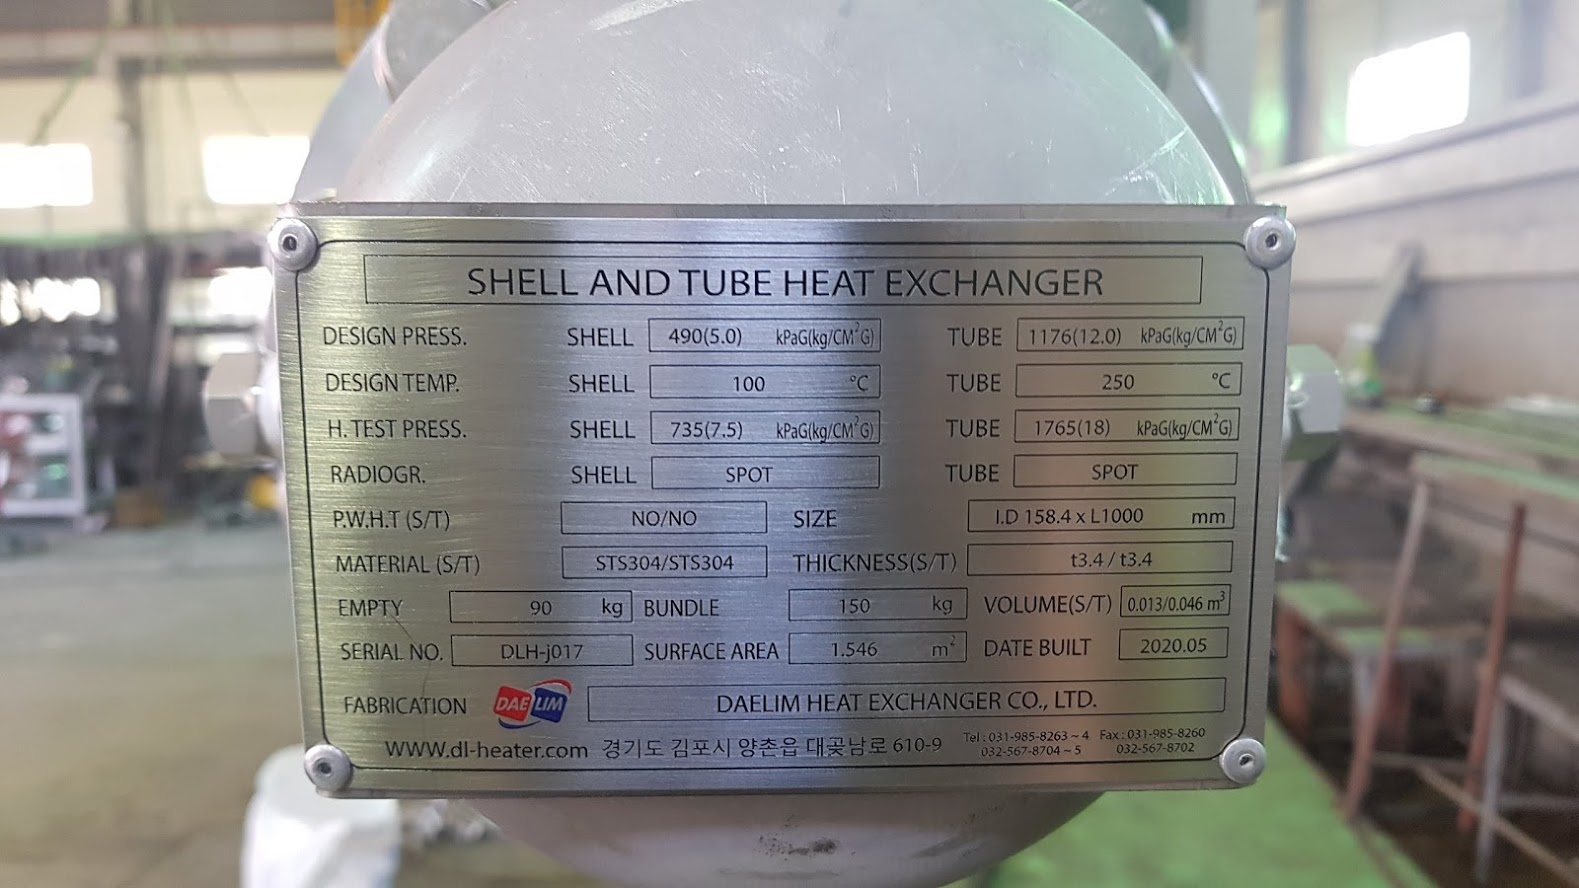 SHELL AND TUBE HEAT EXCHANGER
DESIGN PRESS. SHELL 490(5.0) kPaG(kg/CM²G) TUBE 1176(12.0) kPaG(kg/CM²G)
DESIGN TEMP. SHELL 100 °C TUBE 250 °C
H. TEST PRESS. SHELL 735(7.5) kPaG(kg/CM²G) TUBE 1765(18) kPaG(kg/CM²G)
RADIOGR. SHELL SPOT TUBE SPOT
P.W.H.T (S/T) NO/NO SIZE I.D 158.4 x L1000 mm
MATERIAL (S/T) STS304/STS304 THICKNESS(S/T) t3.4 / t3.4
EMPTY 90 kg BUNDLE 150 kg VOLUME(S/T) 0.013/0.046 m³
SERIAL NO. DLH-j017 SURFACE AREA 1.546 m² DATE BUILT 2020.05
FABRICATION DAE LIM DAELIM HEAT EXCHANGER CO., LTD.
WWW.dl-heater.com 경기도 김포시 양촌읍 대곶남로 610-9 Tel : 031-985-8263 ~ 4 Fax : 031-985-8260
032-567-8704 ~ 5 032-567-8702